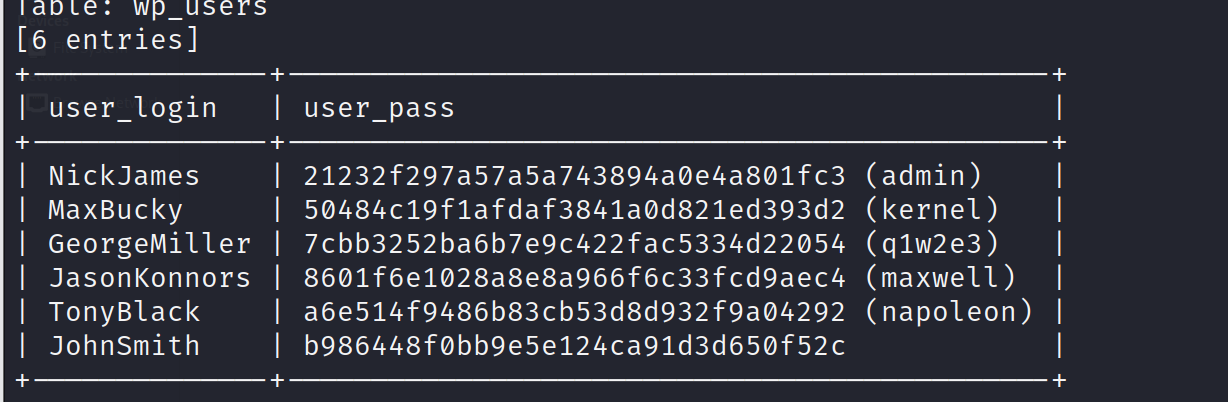 Table: wp_users
[6 entries]
+--------------+---------------------------------------------+
| user_login | user_pass |
+--------------+---------------------------------------------+
| NickJames | 21232f297a57a5a743894a0e4a801fc3 (admin) |
| MaxBucky | 50484c19f1afdaf3841a0d821ed393d2 (kernel) |
| GeorgeMiller | 7cbb3252ba6b7e9c422fac5334d22054 (q1w2e3) |
| JasonKonnors | 8601f6e1028a8e8a966f6c33fcd9aec4 (maxwell) |
| TonyBlack | a6e514f9486b83cb53d8d932f9a04292 (napoleon) |
| JohnSmith | b986448f0bb9e5e124ca91d3d650f52c |
+--------------+---------------------------------------------+